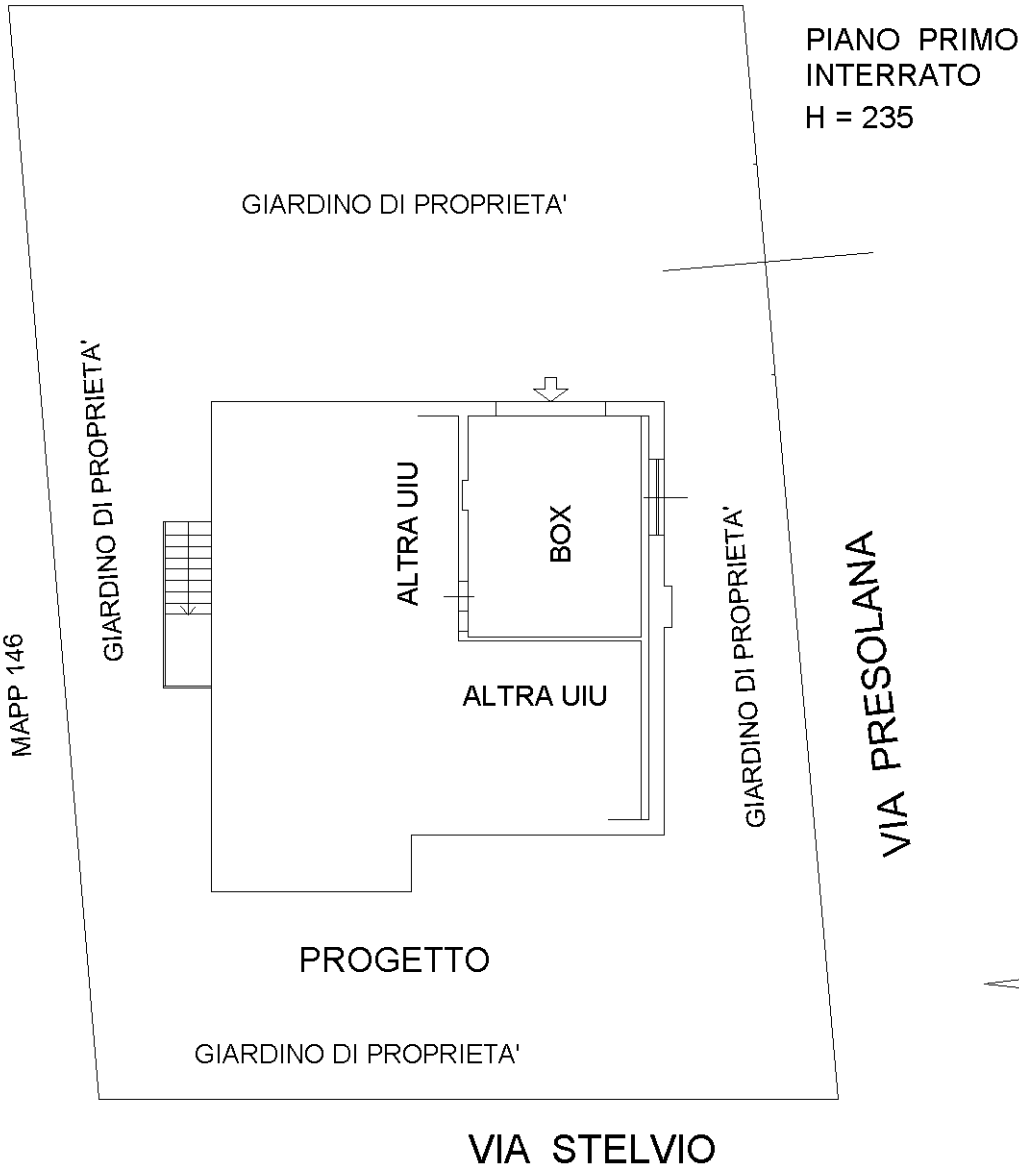 PIANO PRIMO
INTERRATO
H = 235
GIARDINO DI PROPRIETA'
GIARDINO DI PROPRIETA'
ALTRA UIU
BOX
GIARDINO DI PROPRIETA'
VIA PRESOLANA
MAPP 146
ALTRA UIU
PROGETTO
GIARDINO DI PROPRIETA'
VIA STELVIO